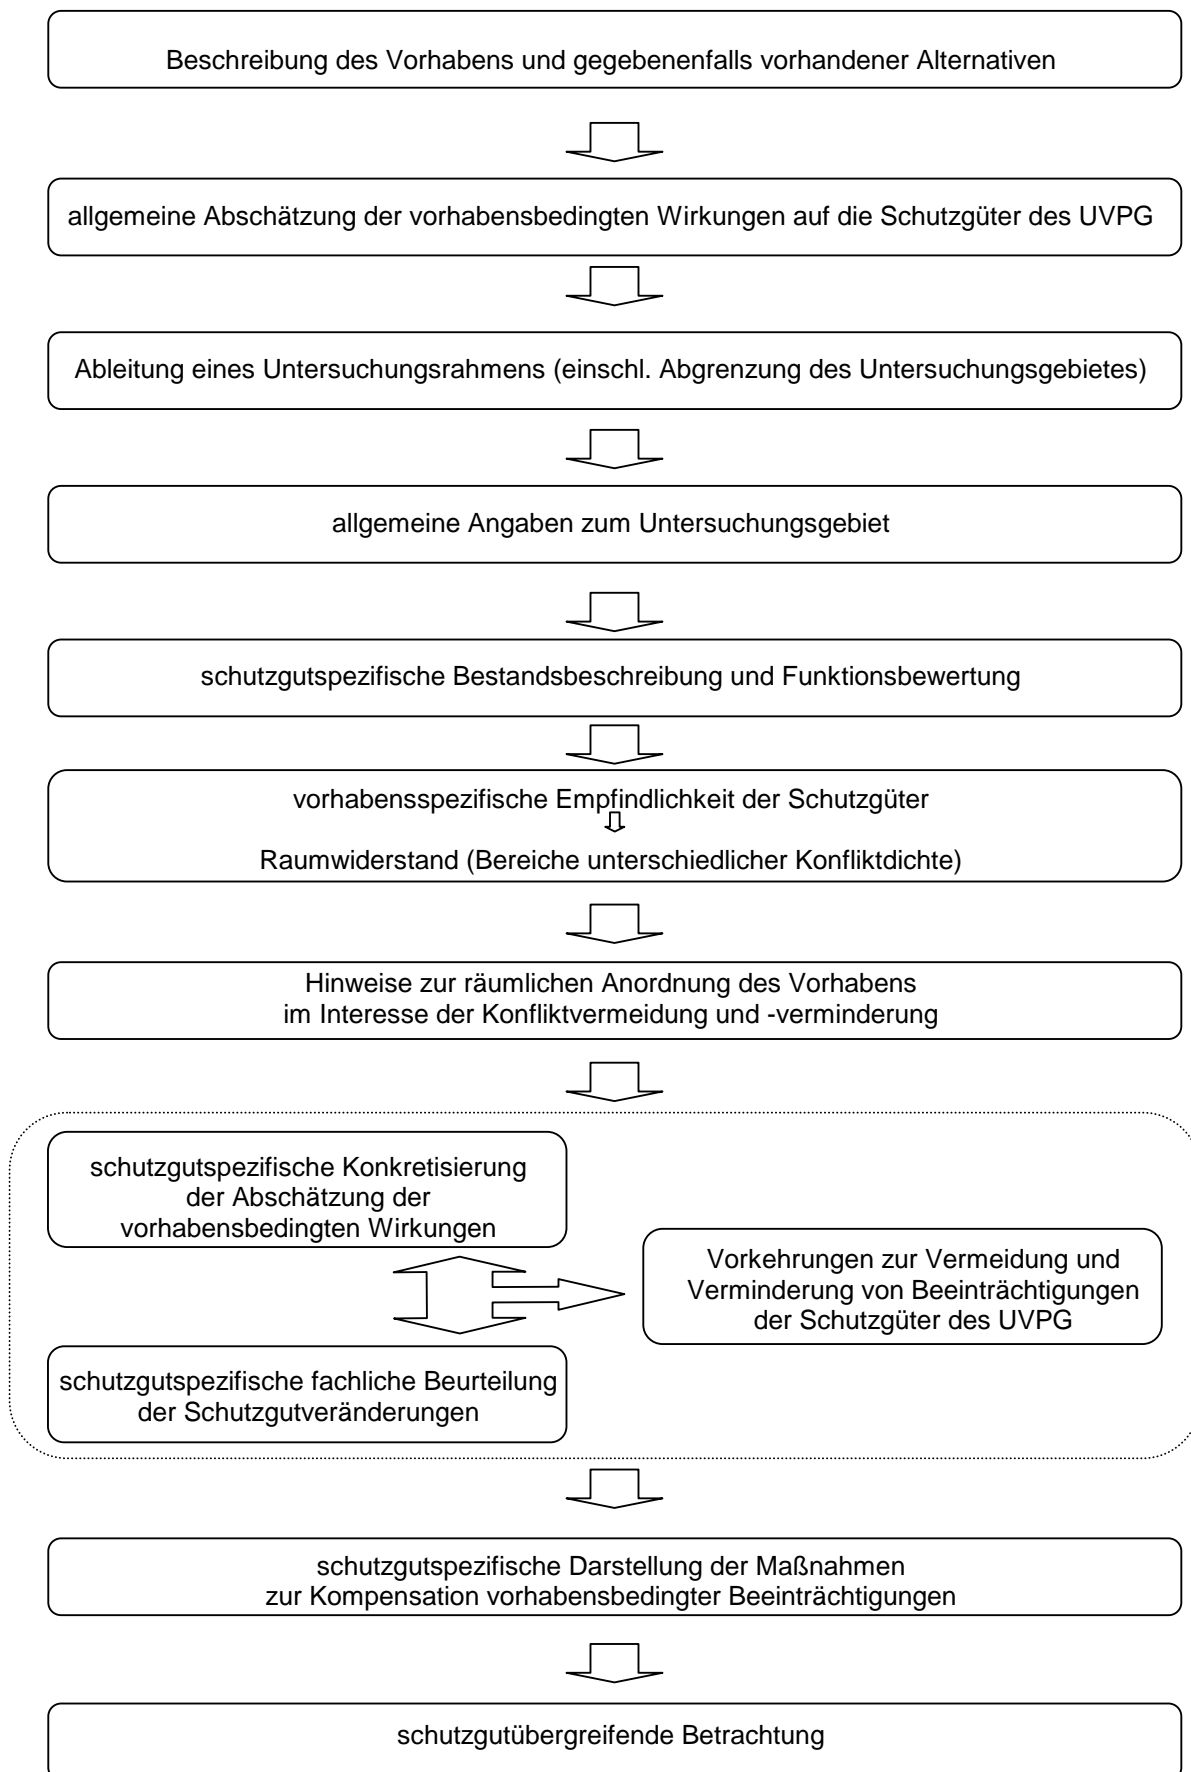 Beschreibung des Vorhabens und gegebenenfalls vorhandener Alternativen
allgemeine Abschätzung der vorhabensbedingten Wirkungen auf die Schutzgüter des UVPG
Ableitung eines Untersuchungsrahmens (einschl. Abgrenzung des Untersuchungsgebietes)
allgemeine Angaben zum Untersuchungsgebiet
schutzgutspezifische Bestandsbeschreibung und Funktionsbewertung
vorhabensspezifische Empfindlichkeit der Schutzgüter
Raumwiderstand (Bereiche unterschiedlicher Konfliktdichte)
Hinweise zur räumlichen Anordnung des Vorhabens
im Interesse der Konfliktvermeidung und -verminderung
schutzgutspezifische Konkretisierung
der Abschätzung der
vorhabensbedingten Wirkungen
Vorkehrungen zur Vermeidung und
Verminderung von Beeinträchtigungen
der Schutzgüter des UVPG
schutzgutspezifische fachliche Beurteilung
der Schutzgutveränderungen
schutzgutspezifische Darstellung der Maßnahmen
zur Kompensation vorhabensbedingter Beeinträchtigungen
schutzgutübergreifende Betrachtung